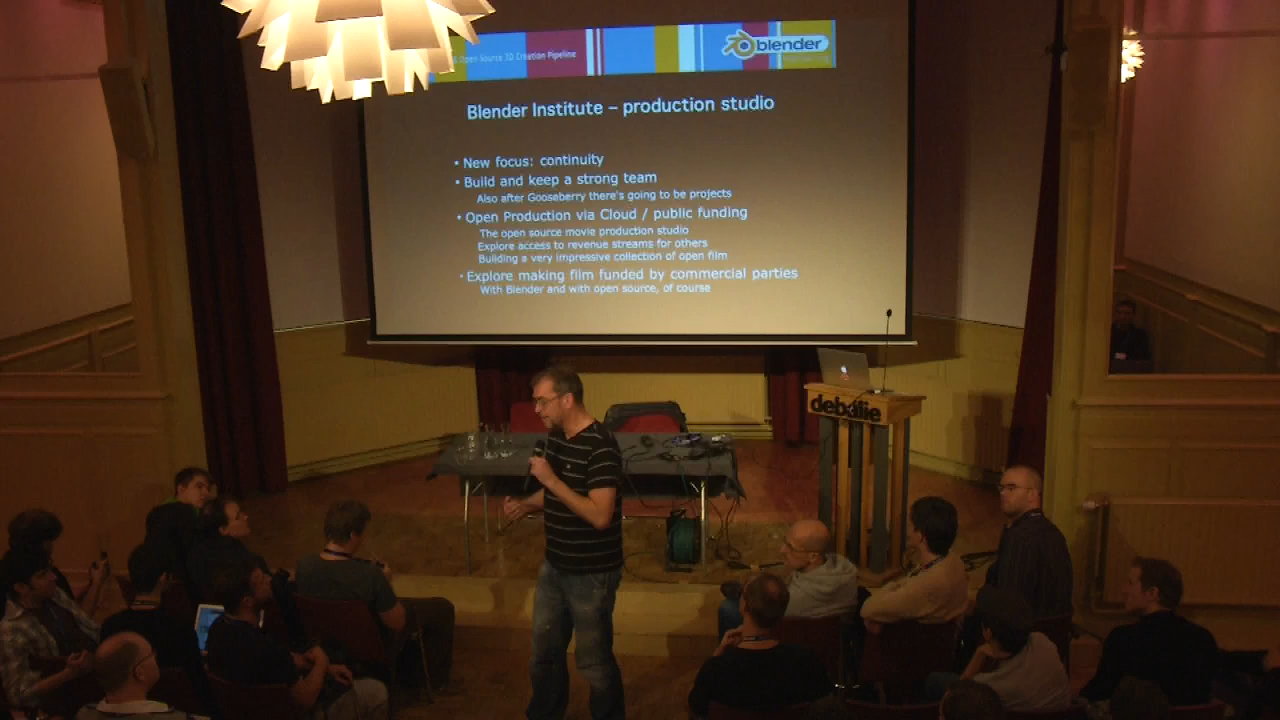 Open Source 3D Creation Pipeline
blender
Blender Institute – production studio
• New focus: continuity
• Build and keep a strong team
Also after Gooseberry there's going to be projects
• Open Production via Cloud / public funding
The open source movie production studio
Explore access to revenue streams for others
Building a very impressive collection of open film
• Explore making film funded by commercial parties
With Blender and with open source, of course
debalie